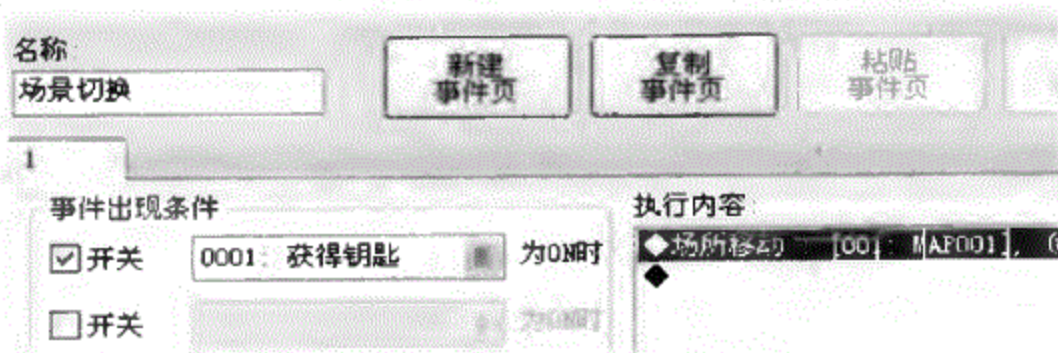 名称
场景切换
新建
事件页
复制
事件页
粘贴
事件页
1
事件出现条件
开关 0001: 获得钥匙 为ON时
开关 为ON时
执行内容
◆场所移动 [001: MAP001],
◆